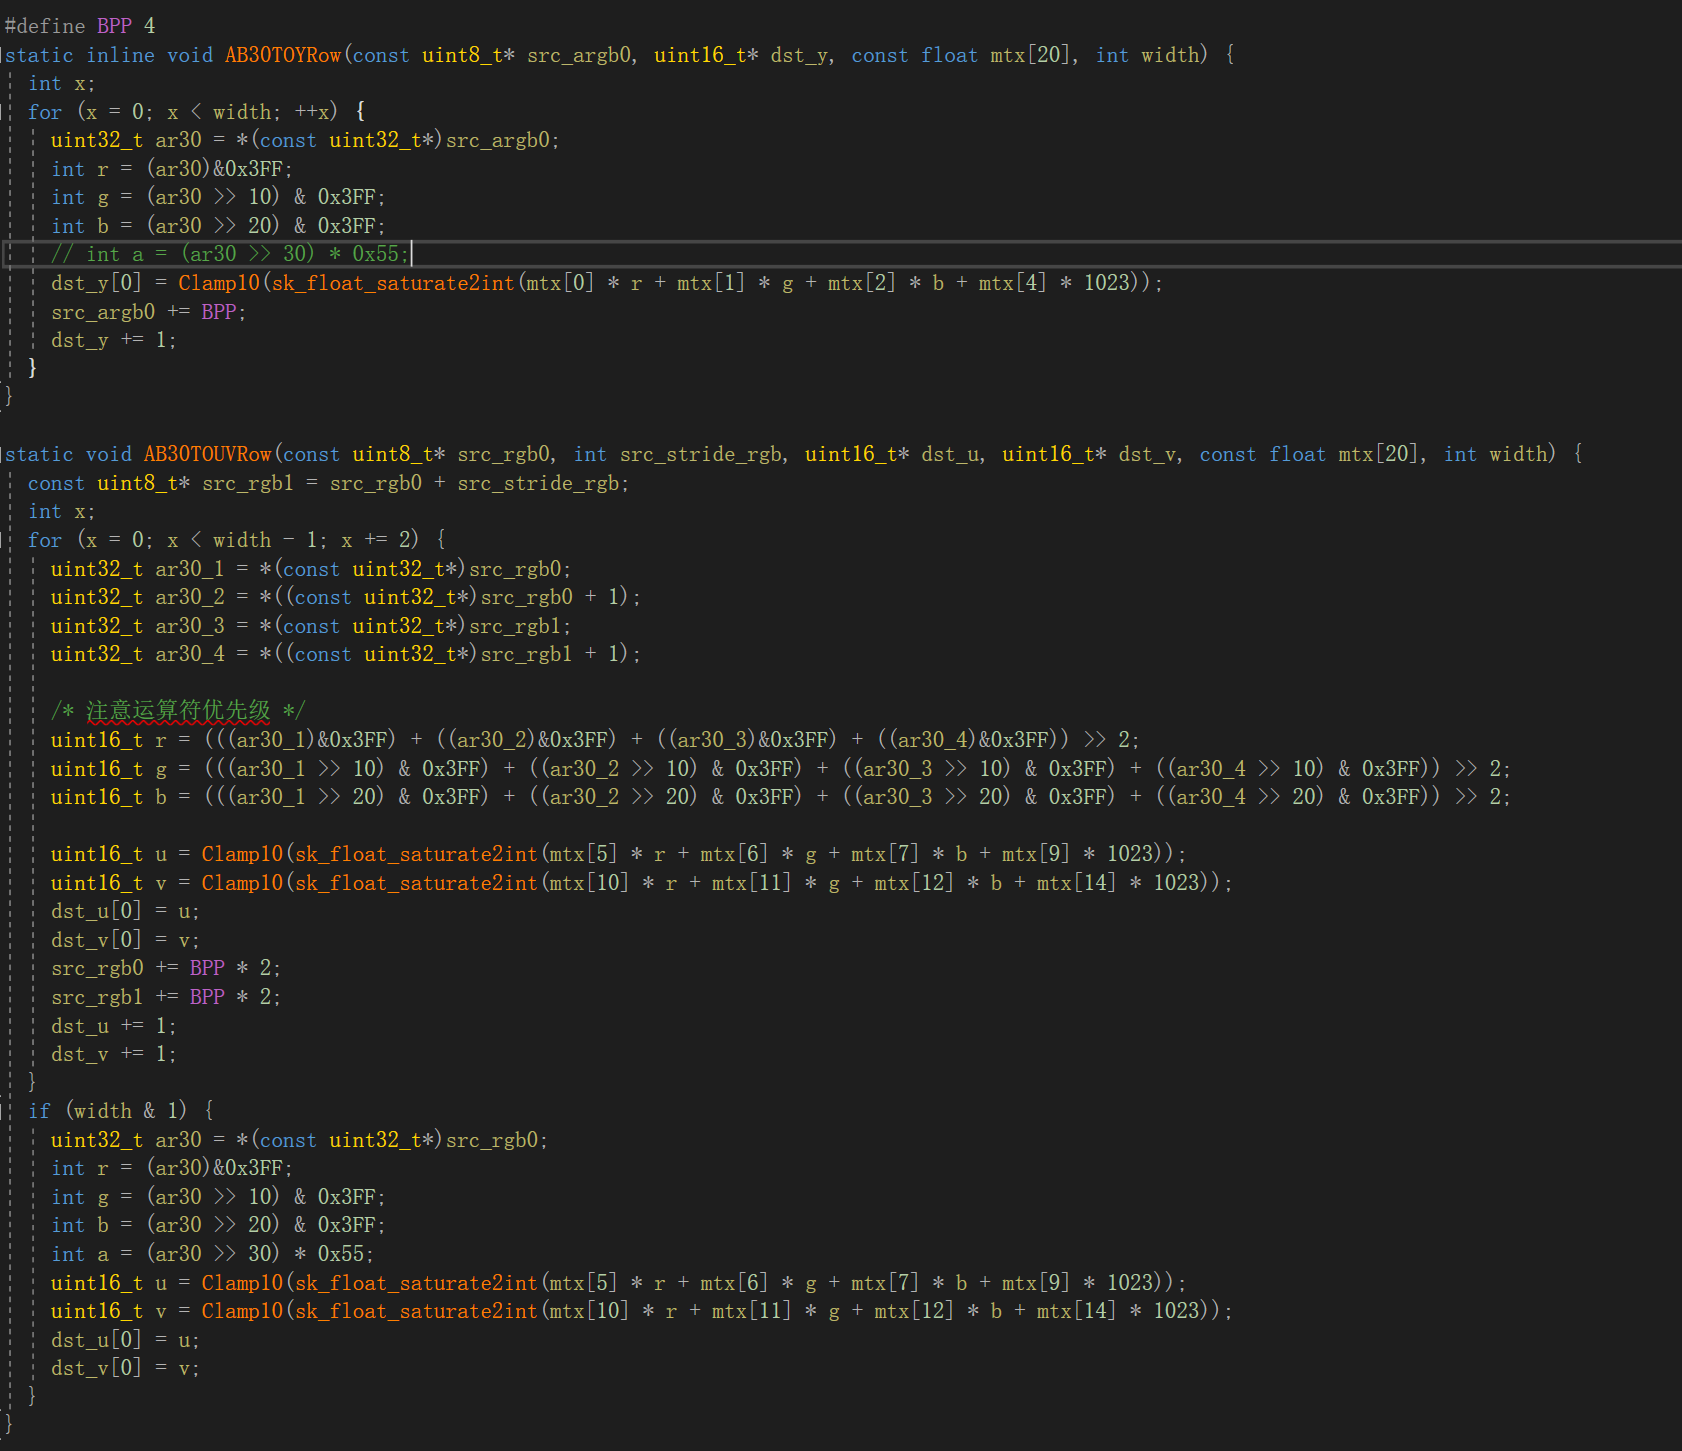 #define BPP 4
static inline void AB30TOYRow(const uint8_t* src_argb0, uint16_t* dst_y, const float mtx[20], int width) {
int x;
for (x = 0; x < width; ++x) {
uint32_t ar30 = *(const uint32_t*)src_argb0;
int r = (ar30)&0x3FF;
int g = (ar30 >> 10) & 0x3FF;
int b = (ar30 >> 20) & 0x3FF;
// int a = (ar30 >> 30) * 0x55;
dst_y[0] = Clamp10(sk_float_saturate2int(mtx[0] * r + mtx[1] * g + mtx[2] * b + mtx[4] * 1023));
src_argb0 += BPP;
dst_y += 1;
}
}
static void AB30TOUVRow(const uint8_t* src_rgb0, int src_stride_rgb, uint16_t* dst_u, uint16_t* dst_v, const float mtx[20], int width) {
const uint8_t* src_rgb1 = src_rgb0 + src_stride_rgb;
int x;
for (x = 0; x < width - 1; x += 2) {
uint32_t ar30_1 = *(const uint32_t*)src_rgb0;
uint32_t ar30_2 = *((const uint32_t*)src_rgb0 + 1);
uint32_t ar30_3 = *(const uint32_t*)src_rgb1;
uint32_t ar30_4 = *((const uint32_t*)src_rgb1 + 1);
/* 注意运算符优先级 */
uint16_t r = (((ar30_1)&0x3FF) + ((ar30_2)&0x3FF) + ((ar30_3)&0x3FF) + ((ar30_4)&0x3FF)) >> 2;
uint16_t g = (((ar30_1 >> 10) & 0x3FF) + ((ar30_2 >> 10) & 0x3FF) + ((ar30_3 >> 10) & 0x3FF) + ((ar30_4 >> 10) & 0x3FF)) >> 2;
uint16_t b = (((ar30_1 >> 20) & 0x3FF) + ((ar30_2 >> 20) & 0x3FF) + ((ar30_3 >> 20) & 0x3FF) + ((ar30_4 >> 20) & 0x3FF)) >> 2;
uint16_t u = Clamp10(sk_float_saturate2int(mtx[5] * r + mtx[6] * g + mtx[7] * b + mtx[9] * 1023));
uint16_t v = Clamp10(sk_float_saturate2int(mtx[10] * r + mtx[11] * g + mtx[12] * b + mtx[14] * 1023));
dst_u[0] = u;
dst_v[0] = v;
src_rgb0 += BPP * 2;
src_rgb1 += BPP * 2;
dst_u += 1;
dst_v += 1;
}
if (width & 1) {
uint32_t ar30 = *(const uint32_t*)src_rgb0;
int r = (ar30)&0x3FF;
int g = (ar30 >> 10) & 0x3FF;
int b = (ar30 >> 20) & 0x3FF;
int a = (ar30 >> 30) * 0x55;
uint16_t u = Clamp10(sk_float_saturate2int(mtx[5] * r + mtx[6] * g + mtx[7] * b + mtx[9] * 1023));
uint16_t v = Clamp10(sk_float_saturate2int(mtx[10] * r + mtx[11] * g + mtx[12] * b + mtx[14] * 1023));
dst_u[0] = u;
dst_v[0] = v;
}
}